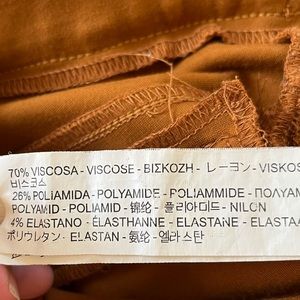 70% VISCOSA - VISCOSE - ΒΙΣΚΟΖΗ - レーヨン - VISKOS
비스코스
26% POLIAMIDA - POLYAMIDE - POLIAMMIDE - ΠΟΛΥΑΜ
POLYAMID - POLIAMID - 锦纶 - 폴리아미드 - NILON
4% ELASTANO - ÉLASTHANNE - ELASTAANE - ELASTA
ポリウレタン - ELASTAN - 氨纶 - 엘라스탄